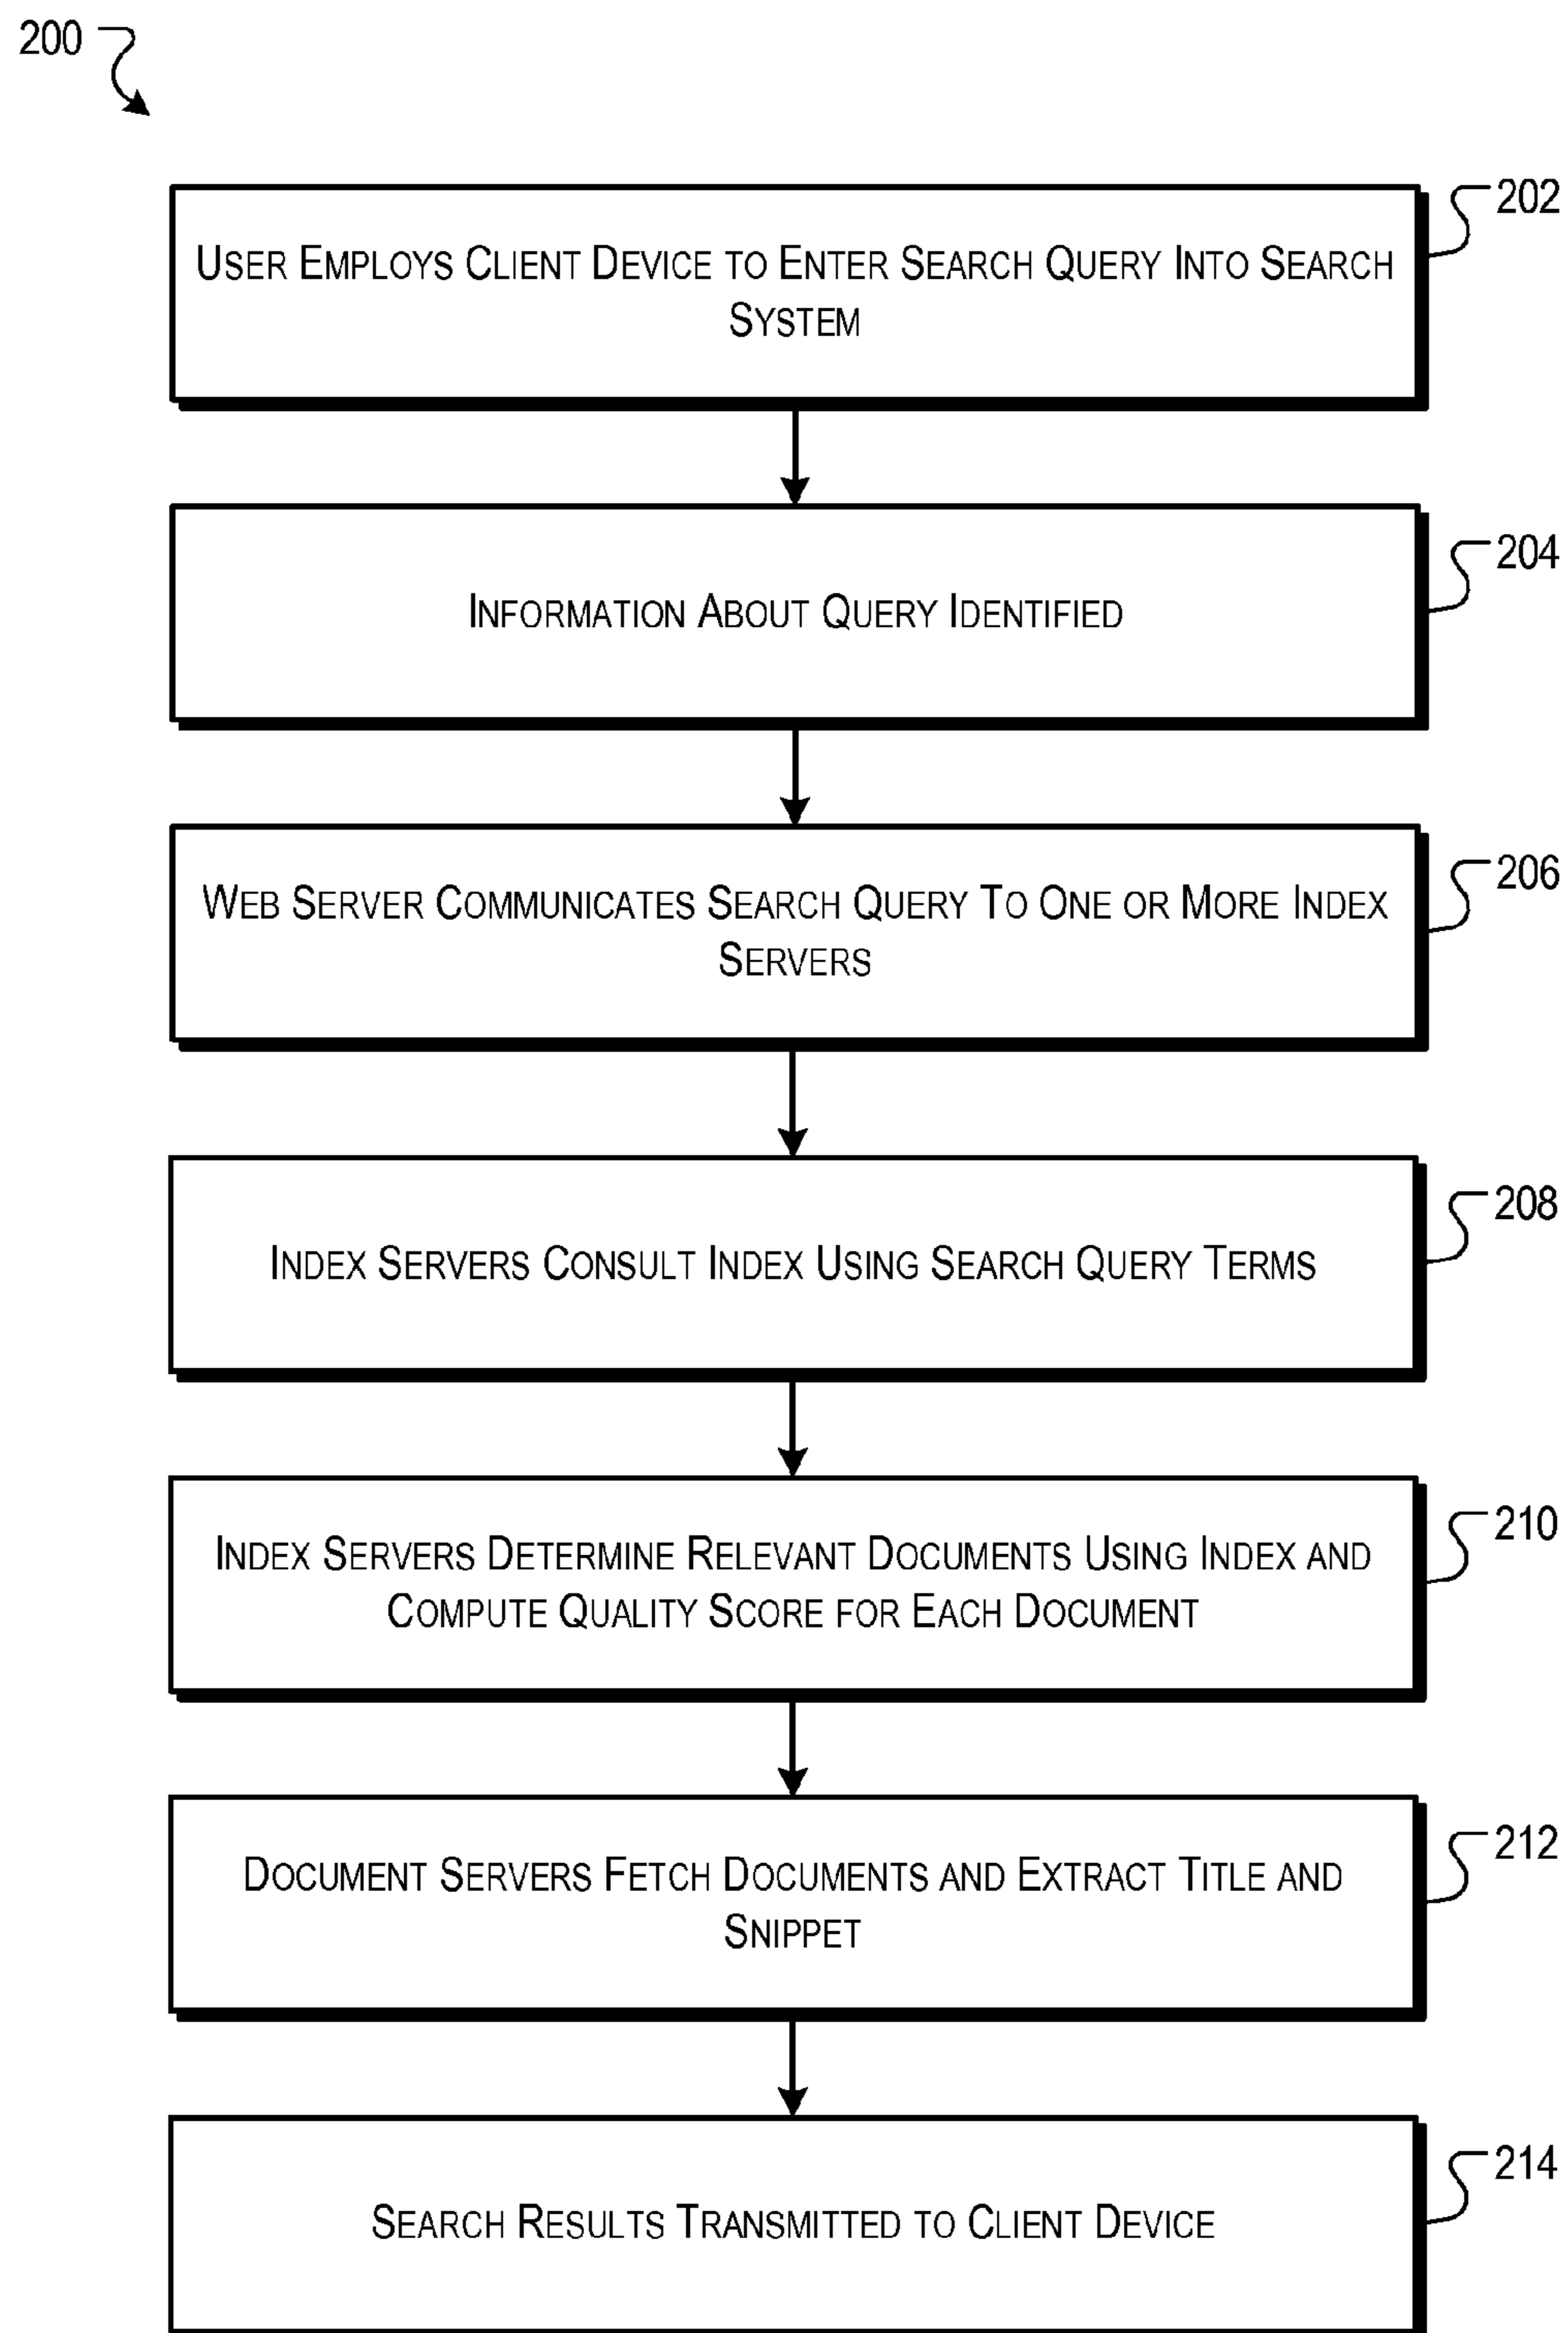 200
202
USER EMPLOYS CLIENT DEVICE TO ENTER SEARCH QUERY INTO SEARCH
SYSTEM
204
INFORMATION ABOUT QUERY IDENTIFIED
206
WEB SERVER COMMUNICATES SEARCH QUERY TO ONE OR MORE INDEX
SERVERS
208
INDEX SERVERS CONSULT INDEX USING SEARCH QUERY TERMS
210
INDEX SERVERS DETERMINE RELEVANT DOCUMENTS USING INDEX AND
COMPUTE QUALITY SCORE FOR EACH DOCUMENT
212
DOCUMENT SERVERS FETCH DOCUMENTS AND EXTRACT TITLE AND
SNIPPET
214
SEARCH RESULTS TRANSMITTED TO CLIENT DEVICE